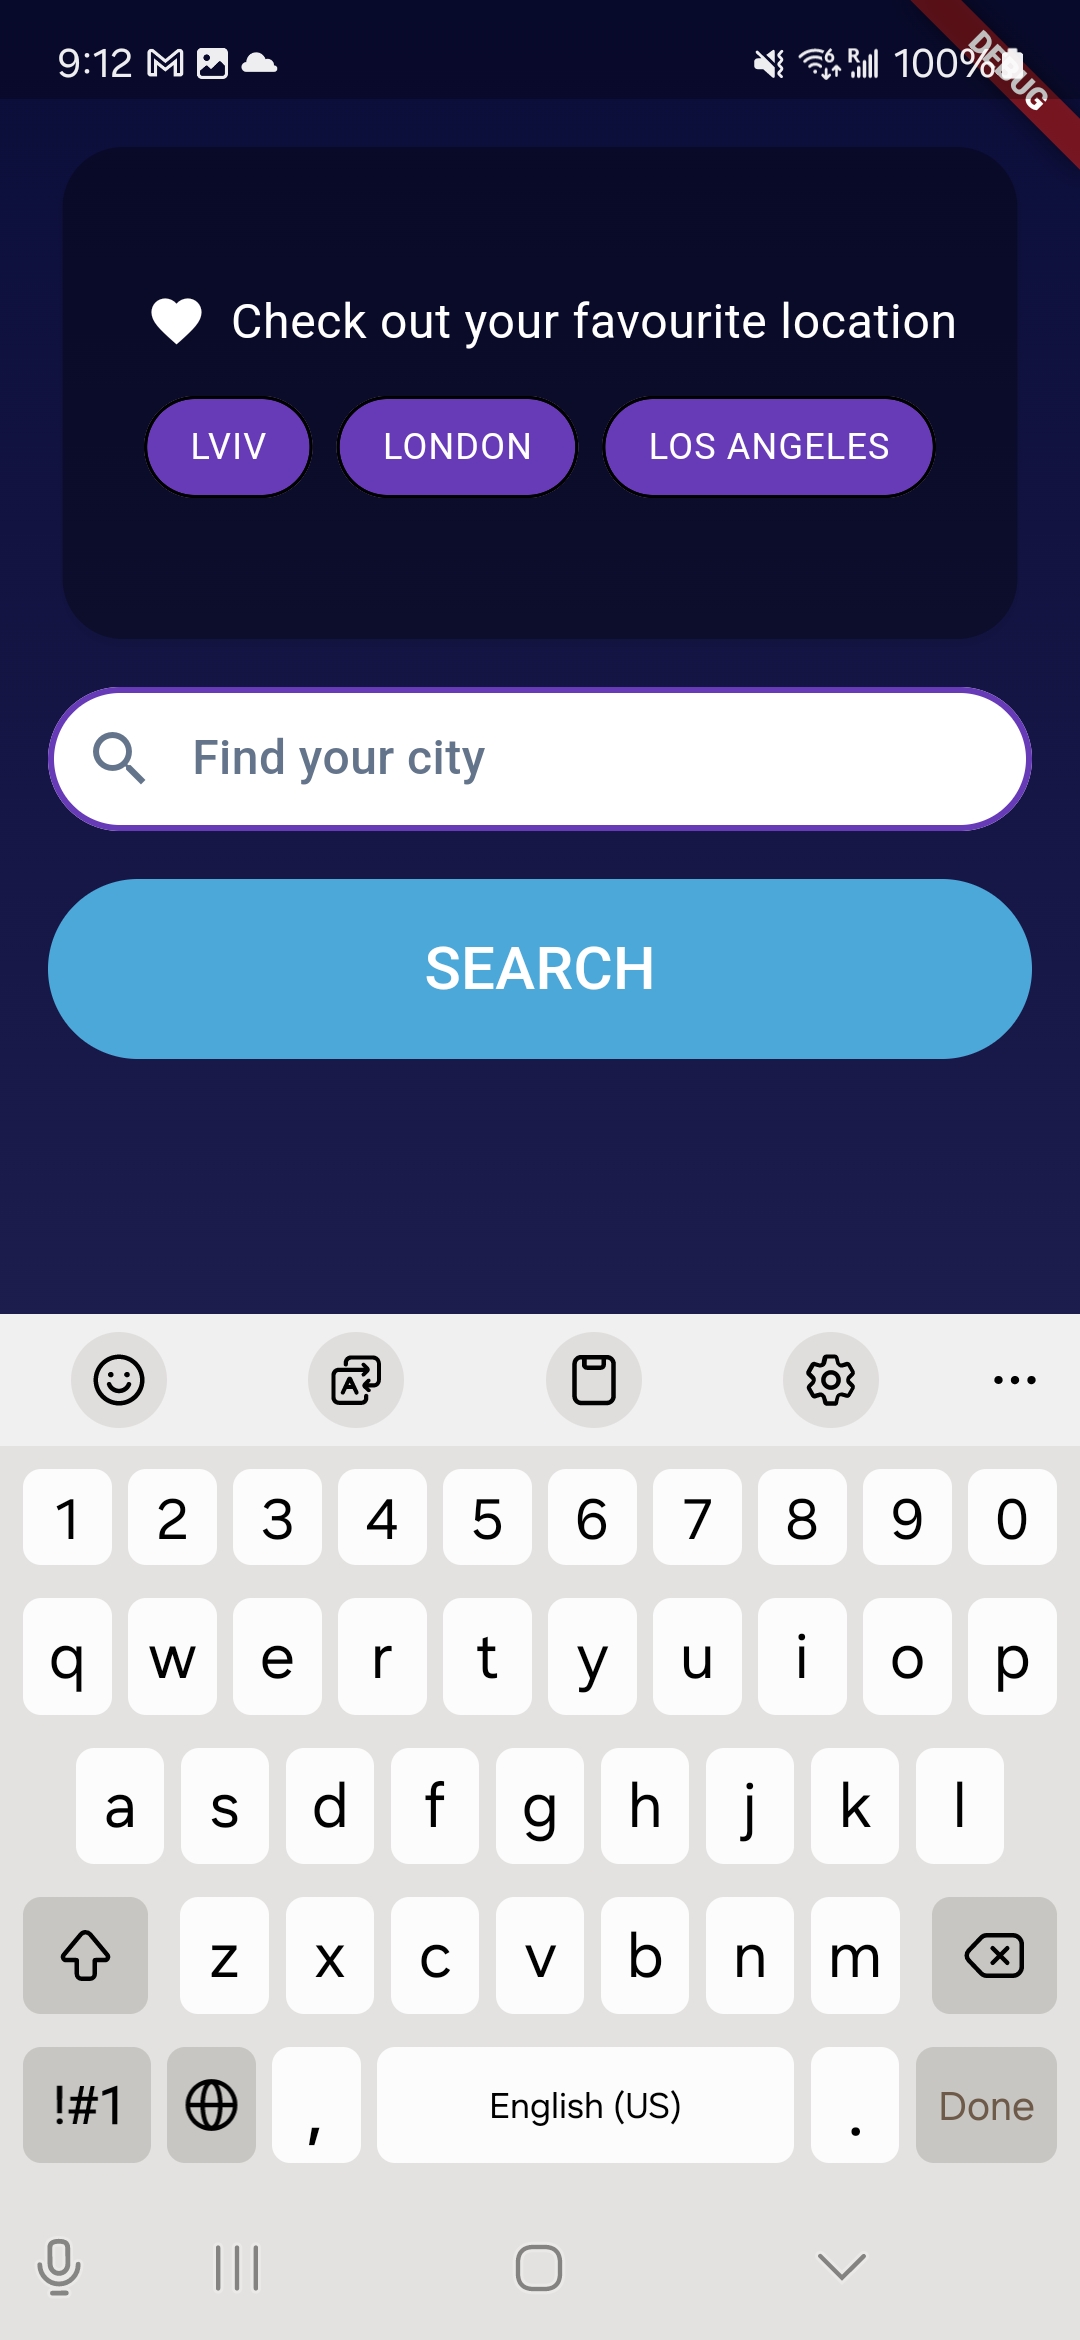 9:12 100%
DEBUG
Check out your favourite location
LVIV LONDON LOS ANGELES
Find your city
SEARCH
1 2 3 4 5 6 7 8 9 0
q w e r t y u i o p
a s d f g h j k l
z x c v b n m
!#1 , English (US) . Done